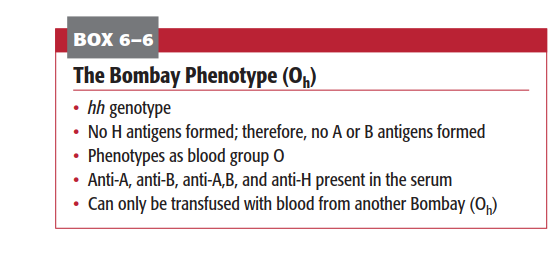 BOX 6–6
The Bombay Phenotype (Oh)
• hh genotype
• No H antigens formed; therefore, no A or B antigens formed
• Phenotypes as blood group O
• Anti-A, anti-B, anti-A,B, and anti-H present in the serum
• Can only be transfused with blood from another Bombay (Oh)